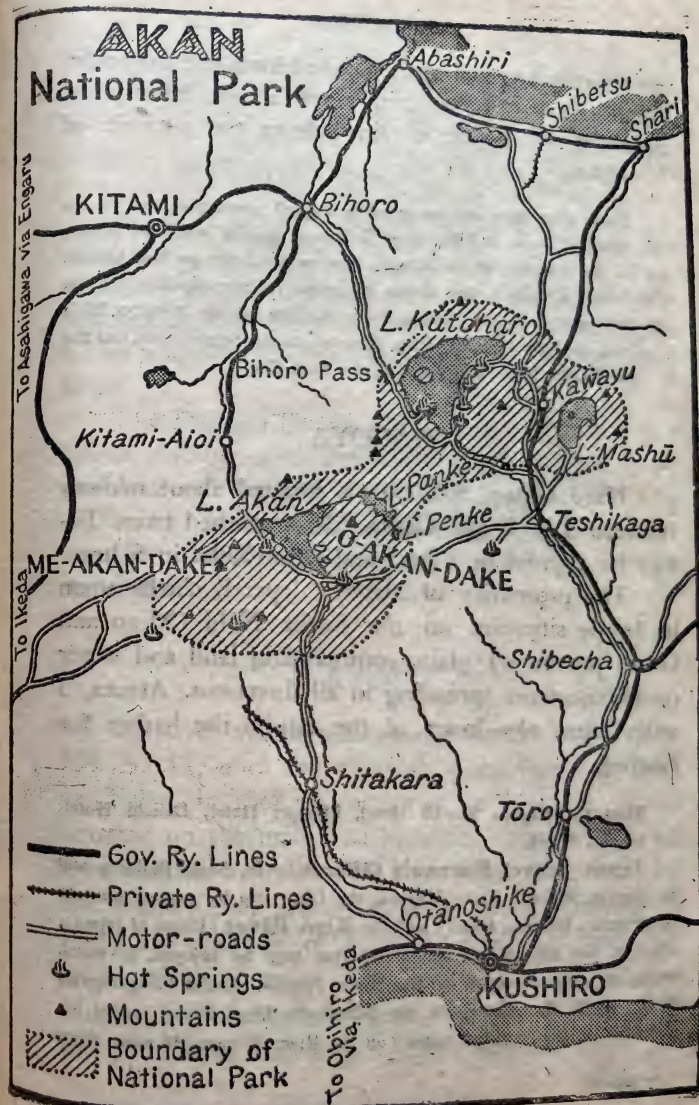 AKAN
National Park
Abashiri
Shibetsu
Shari
To Asahigawa via Engaru
KITAMI
Bihoro
L. Kutcharo
Bihoro Pass
Kawayu
Kitami-Aioi
L. Mashū
L. Akan
L. Panke
L. Penke
Teshikaga
ME-AKAN-DAKE
O-AKAN-DAKE
To Ikeda
Shibecha
Shitakara
Tōro
Gov. Ry. Lines
Private Ry. Lines
Otanoshike
Motor-roads
Hot Springs
KUSHIRO
Mountains
To Obihiro
via Ikeda
Boundary of
National Park